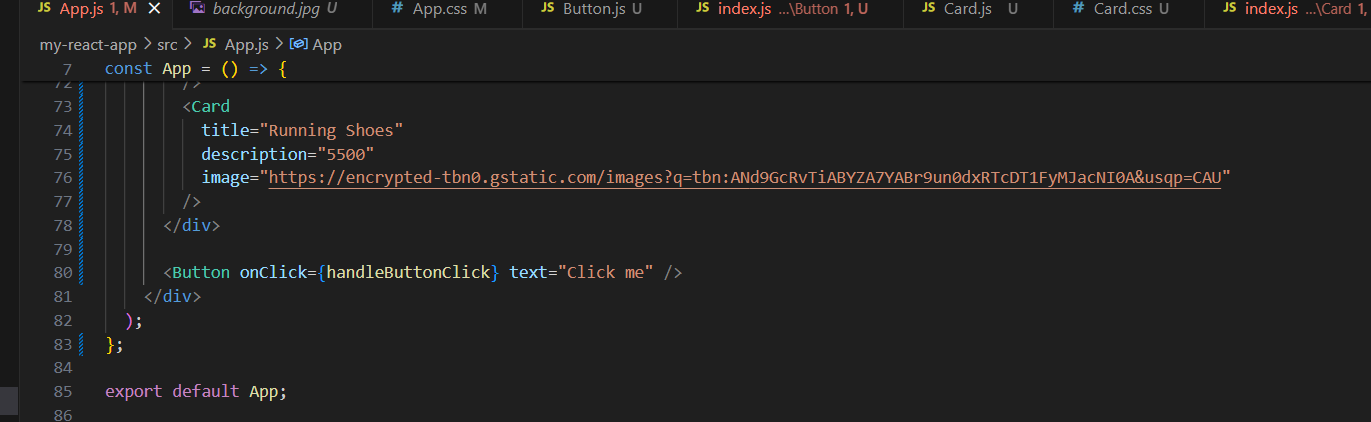 JS App.js 1, M × background.jpg U # App.css M JS Button.js U JS index.js ...\Button 1, U JS Card.js U # Card.css U JS index.js ...\Card 1,
my-react-app > src > JS App.js > App
7 const App = () => {
72 />
73 <Card
74 title="Running Shoes"
75 description="5500"
76 image="https://encrypted-tbn0.gstatic.com/images?q=tbn:ANd9GcRvTiABYZA7YABr9un0dxRTcDT1FyMJacNI0A&usqp=CAU"
77 />
78 </div>
79
80 <Button onClick={handleButtonClick} text="Click me" />
81 </div>
82 );
83 };
84
85 export default App;
86